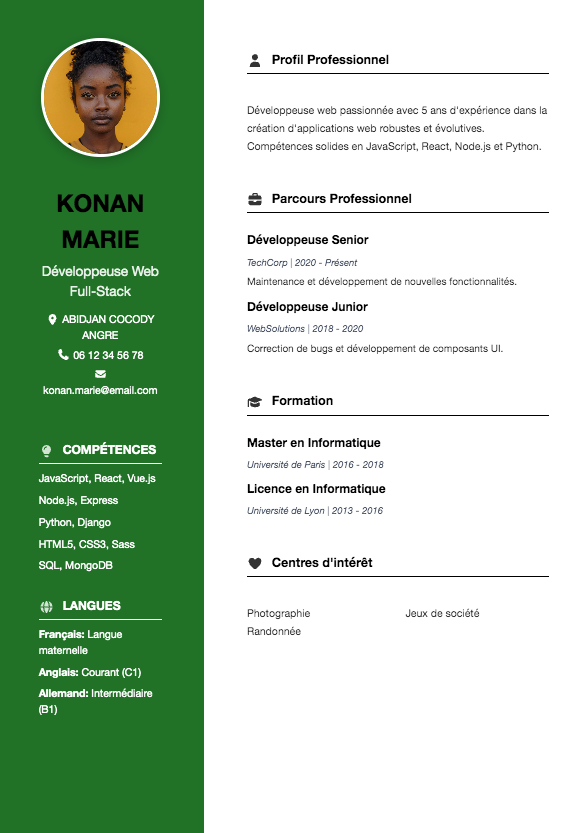 KONAN
MARIE
Développeuse Web
Full-Stack
ABIDJAN COCODY
ANGRE
06 12 34 56 78
konan.marie@email.com
COMPÉTENCES
JavaScript, React, Vue.js
Node.js, Express
Python, Django
HTML5, CSS3, Sass
SQL, MongoDB
LANGUES
Français: Langue
maternelle
Anglais: Courant (C1)
Allemand: Intermédiaire
(B1)
Profil Professionnel
Développeuse web passionnée avec 5 ans d'expérience dans la
création d'applications web robustes et évolutives.
Compétences solides en JavaScript, React, Node.js et Python.
Parcours Professionnel
Développeuse Senior
TechCorp | 2020 - Présent
Maintenance et développement de nouvelles fonctionnalités.
Développeuse Junior
WebSolutions | 2018 - 2020
Correction de bugs et développement de composants UI.
Formation
Master en Informatique
Université de Paris | 2016 - 2018
Licence en Informatique
Université de Lyon | 2013 - 2016
Centres d'intérêt
Photographie
Jeux de société
Randonnée